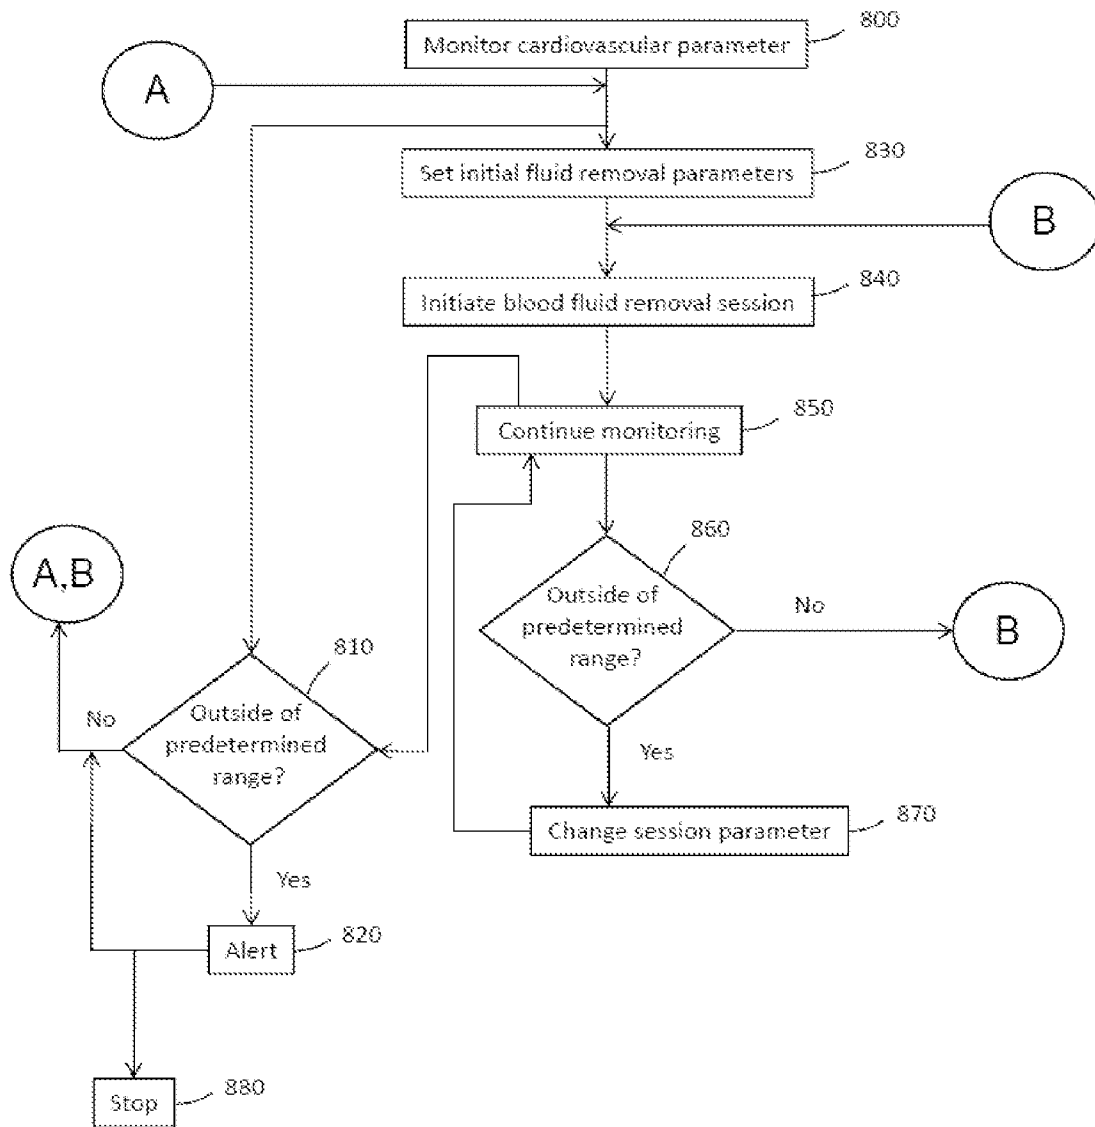 800
Monitor cardiovascular parameter
A
830
Set initial fluid removal parameters
B
840
Initiate blood fluid removal session
850
Continue monitoring
860
A,B
Outside of
predetermined
range?
No
B
810
No
Outside of
predetermined
range?
Yes
870
Change session parameter
Yes
820
Alert
880
Stop